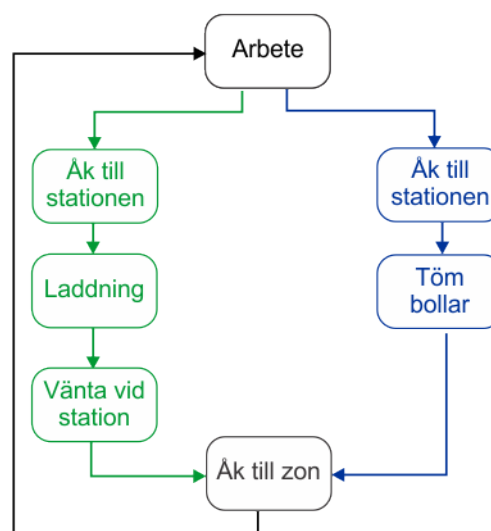 Arbete
Åk till
stationen
Åk till
stationen
Laddning
Töm
bollar
Vänta vid
station
Åk till zon